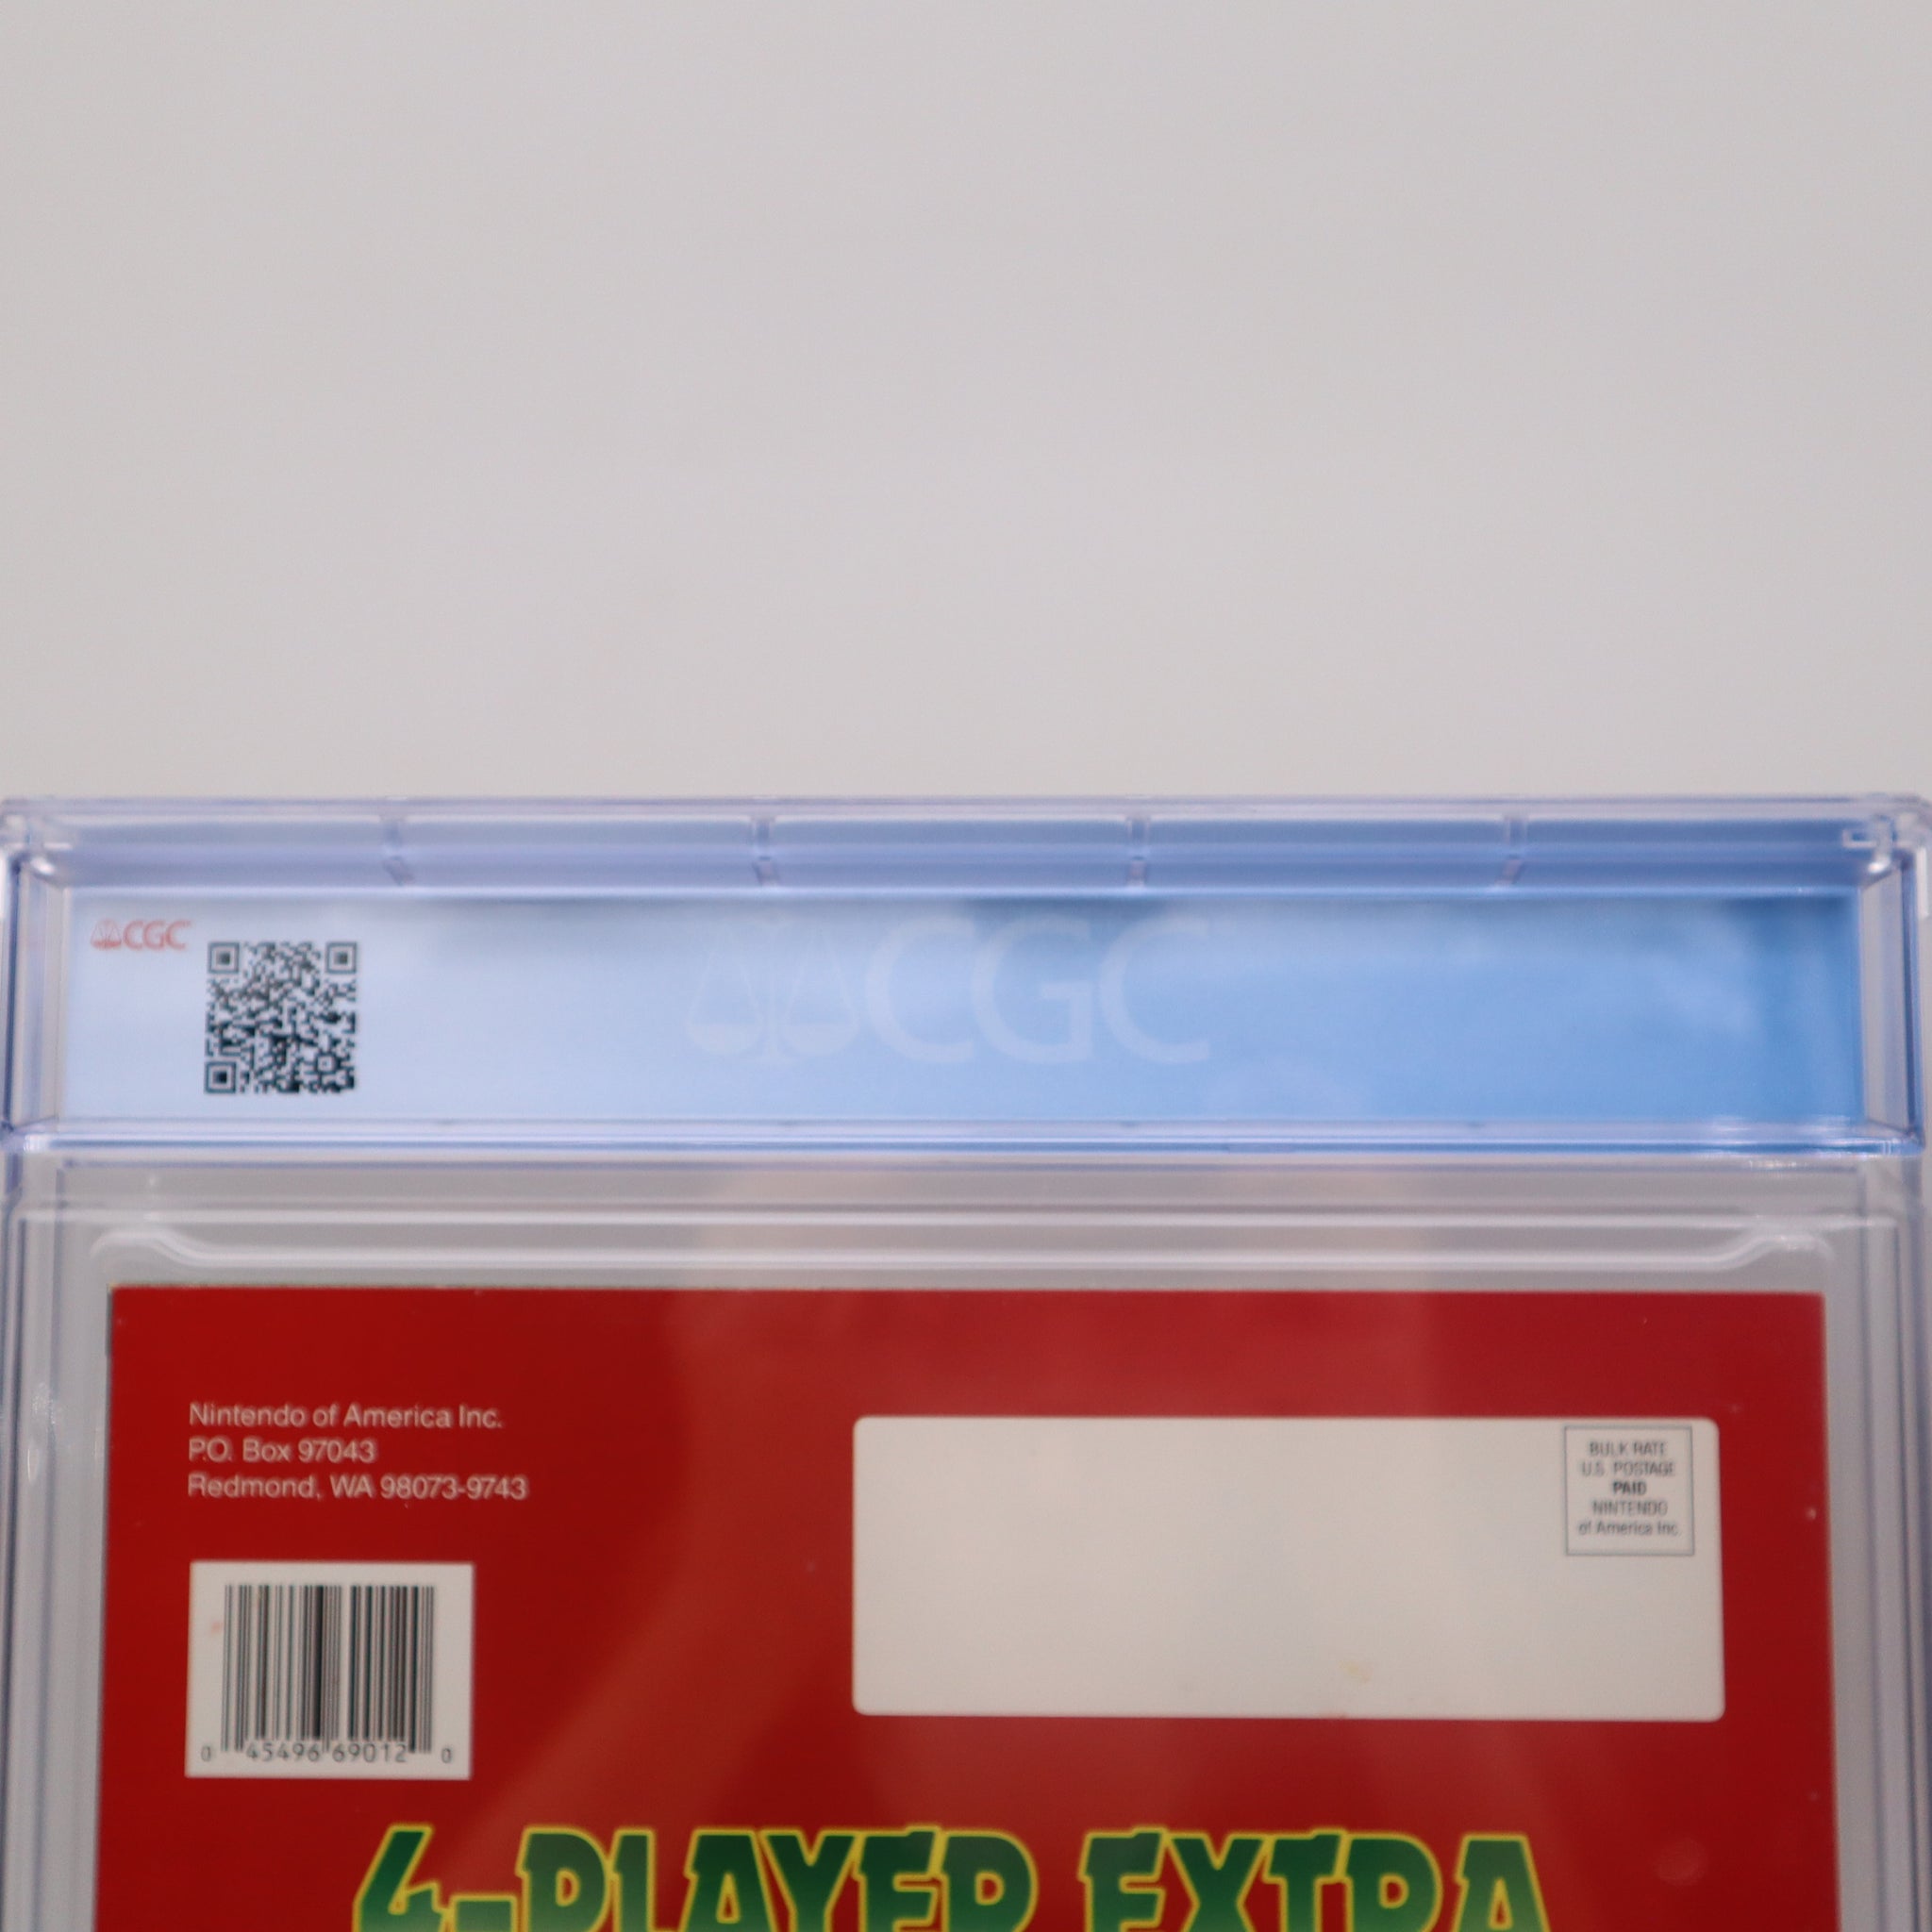 CGC
CGC
Nintendo of America Inc.
P.O. Box 97043
Redmond, WA 98073-9743
BULK RATE
U.S. POSTAGE
PAID
NINTENDO
of America Inc.
0 45496 69012 0
4-PLAYER EXTRA